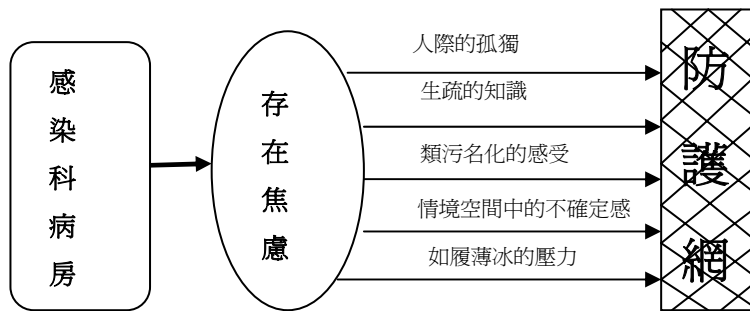 感染科病房
存在焦慮
人際的孤獨
生疏的知識
類污名化的感受
情境空間中的不確定感
如履薄冰的壓力
防護網